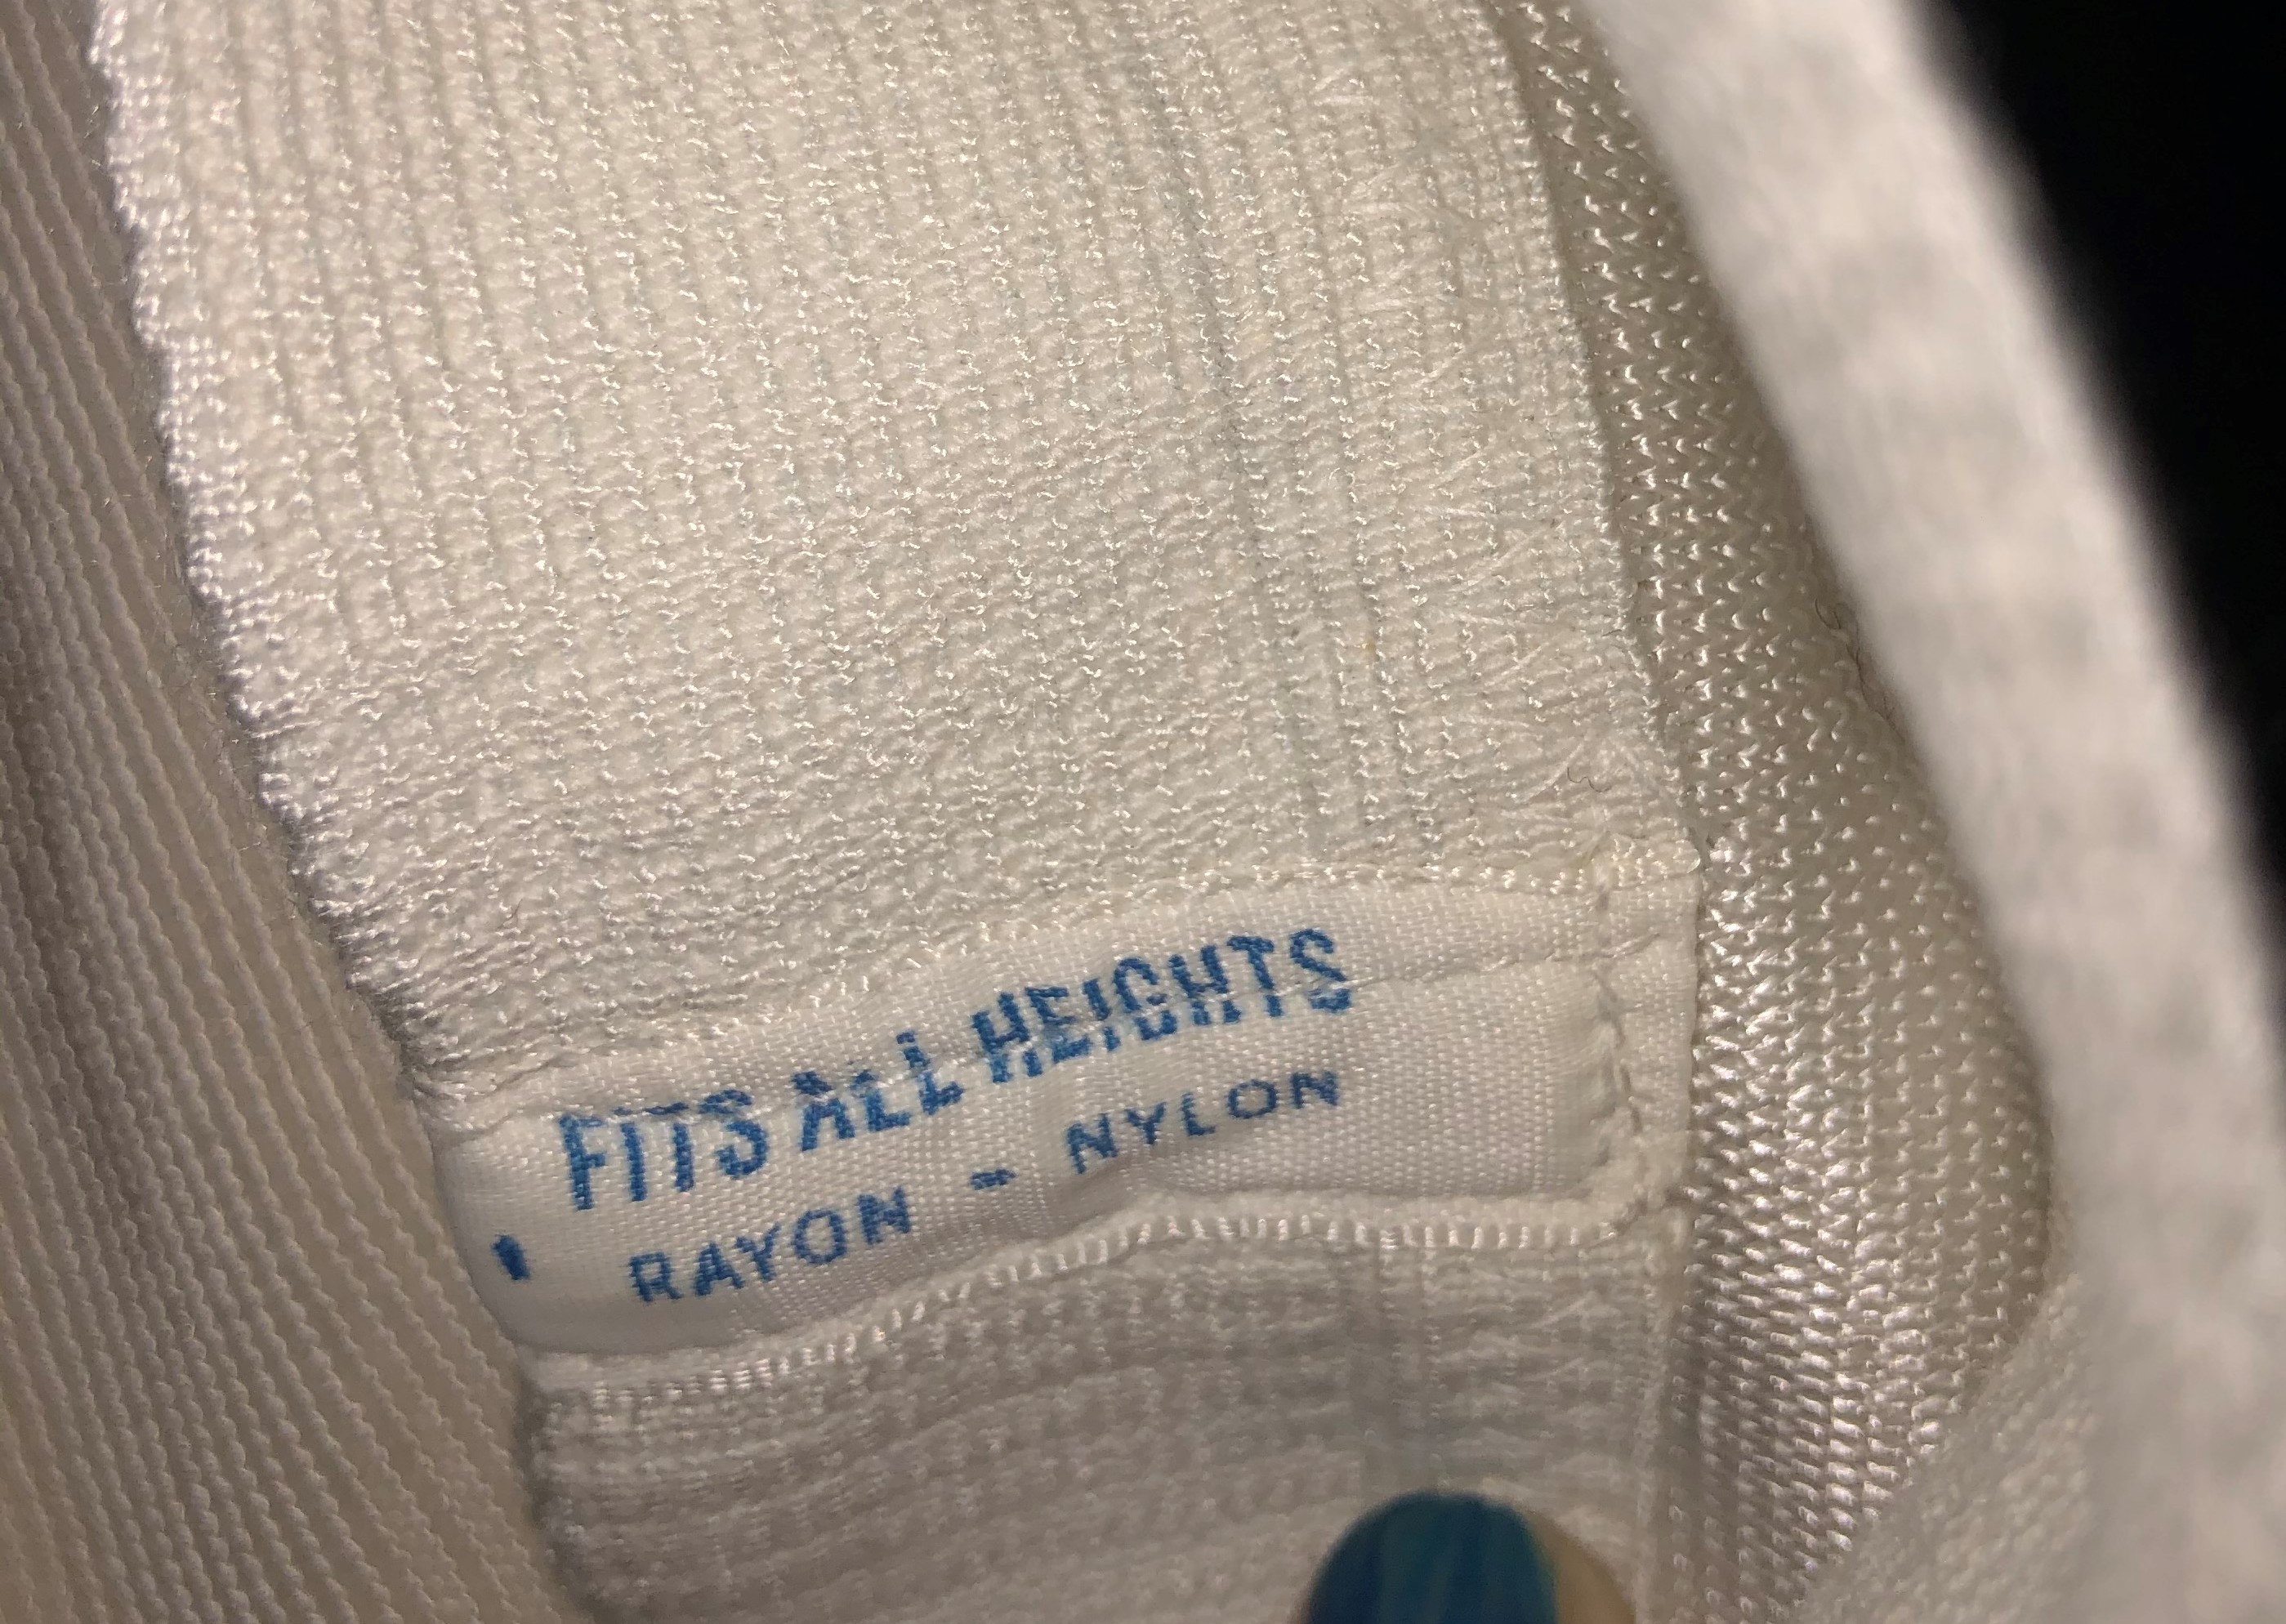 FITS ALL HEIGHTS
RAYON - NYLON